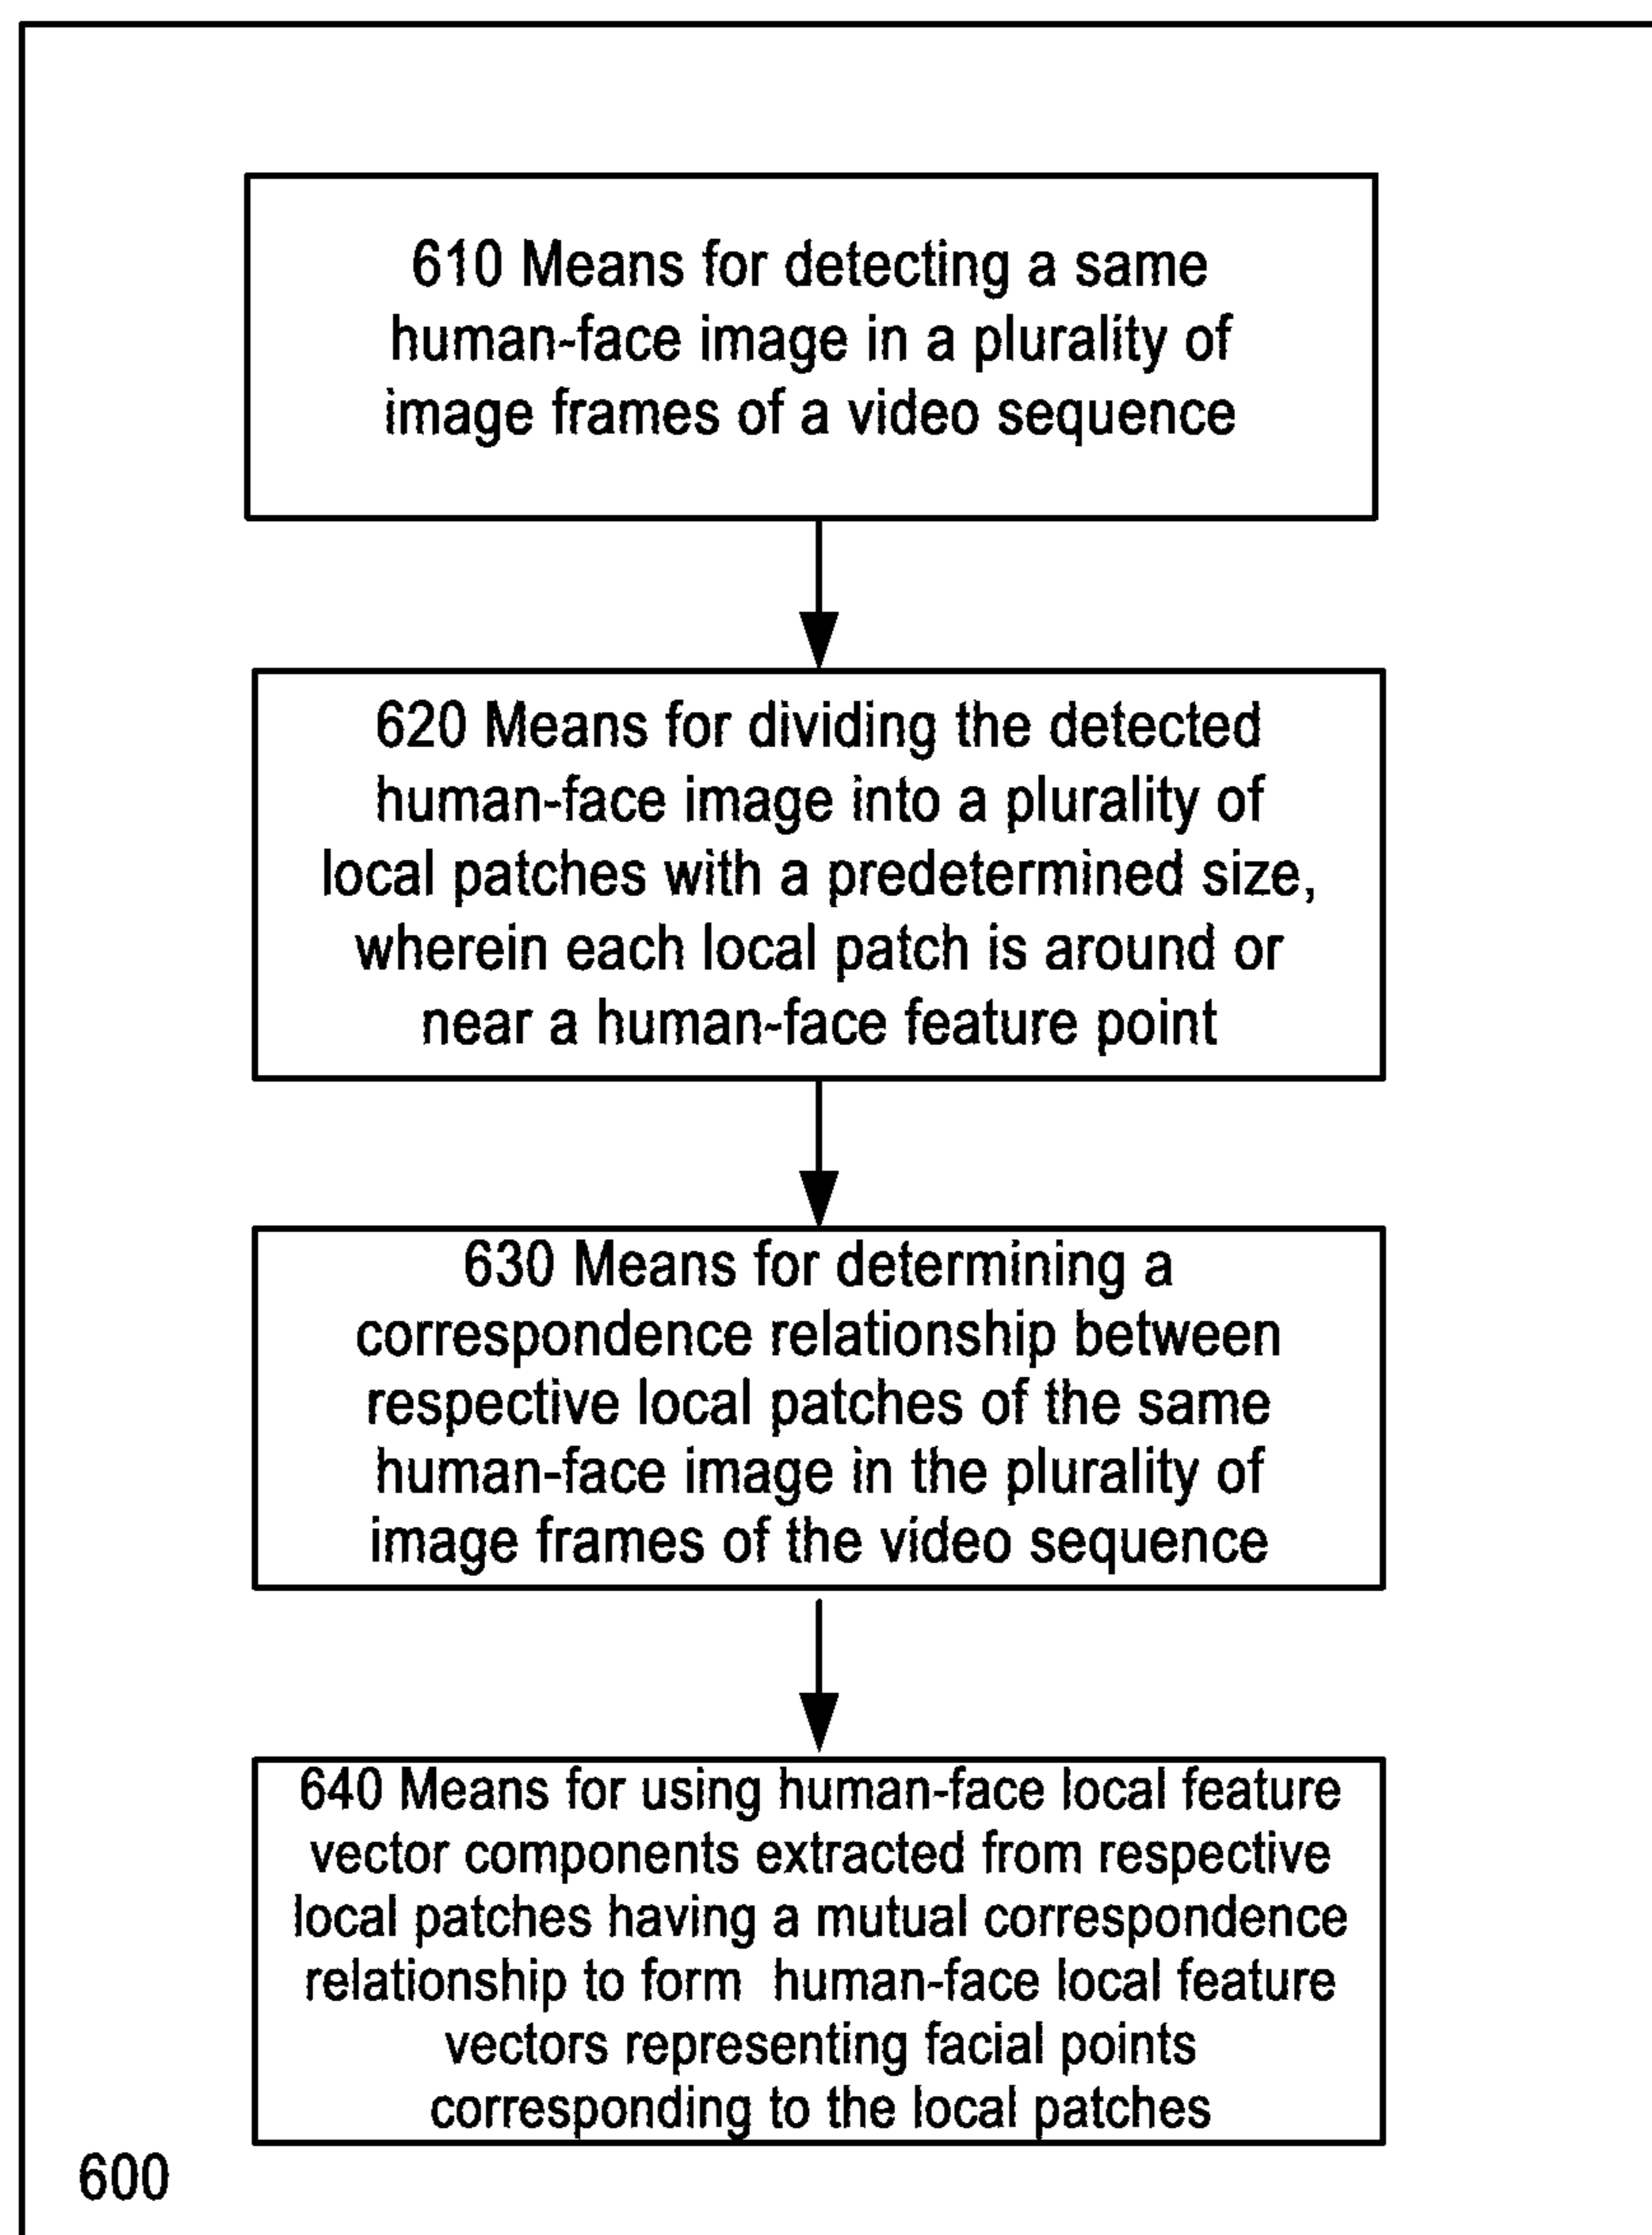 610 Means for detecting a same
human-face image in a plurality of
image frames of a video sequence
620 Means for dividing the detected
human-face image into a plurality of
local patches with a predetermined size,
wherein each local patch is around or
near a human-face feature point
630 Means for determining a
correspondence relationship between
respective local patches of the same
human-face image in the plurality of
image frames of the video sequence
640 Means for using human-face local feature
vector components extracted from respective
local patches having a mutual correspondence
relationship to form  human-face local feature
vectors representing facial points
corresponding to the local patches
600